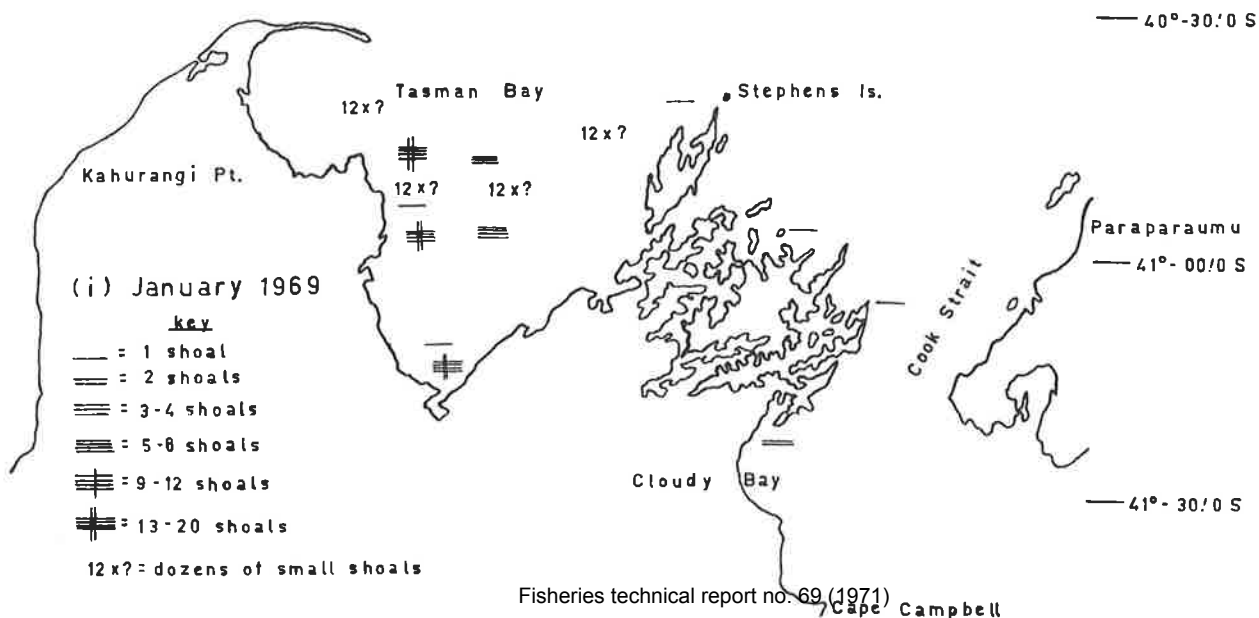 40°-30!0 S
Tasman Bay
Stephens Is.
12 x ?
12 x ?
Kahurangi Pt.
12 x ?
12 x ?
Paraparaumu
41°-00!0 S
Cook Strait
(i) January 1969
key
= 1 shoal
= 2 shoals
= 3-4 shoals
= 5-8 shoals
= 9-12 shoals
= 13-20 shoals
12 x ? = dozens of small shoals
Cloudy Bay
41°-30!0 S
Fisheries technical report no. 69 (1971)
Cape Campbell